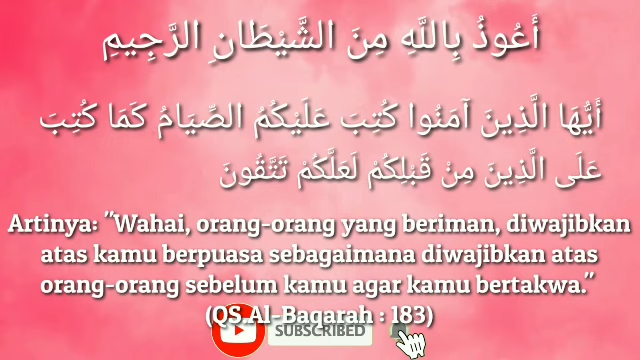 أَعُوذُ بِاللَّهِ مِنَ الشَّيْطَانِ الرَّجِيمِ
أَيُّهَا الَّذِينَ آمَنُوا كُتِبَ عَلَيْكُمُ الصِّيَامُ كَمَا كُتِبَ
عَلَى الَّذِينَ مِنْ قَبْلِكُمْ لَعَلَّكُمْ تَتَّقُونَ
Artinya: "Wahai, orang-orang yang beriman, diwajibkan
atas kamu berpuasa sebagaimana diwajibkan atas
orang-orang sebelum kamu agar kamu bertakwa."
(QS.Al-Baqarah : 183)
SUBSCRIBED